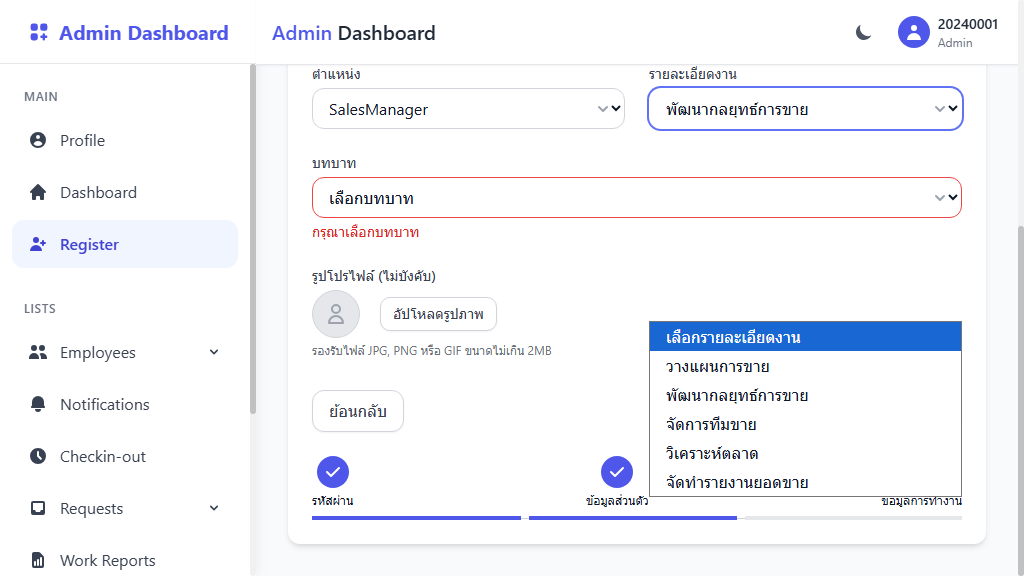 Admin Dashboard
Admin Dashboard
20240001
Admin
MAIN
Profile
Dashboard
Register
LISTS
Employees
Notifications
Checkin-out
Requests
Work Reports
ตำแหน่ง
SalesManager
รายละเอียดงาน
พัฒนากลยุทธ์การขาย
บทบาท
เลือกบทบาท
กรุณาเลือกบทบาท
รูปโปรไฟล์ (ไม่บังคับ)
อัปโหลดรูปภาพ
รองรับไฟล์ JPG, PNG หรือ GIF ขนาดไม่เกิน 2MB
เลือกรายละเอียดงาน
วางแผนการขาย
พัฒนากลยุทธ์การขาย
จัดการทีมขาย
วิเคราะห์ตลาด
จัดทำรายงานยอดขาย
ย้อนกลับ
รหัสผ่าน
ข้อมูลส่วนตัว
ข้อมูลการทำงาน